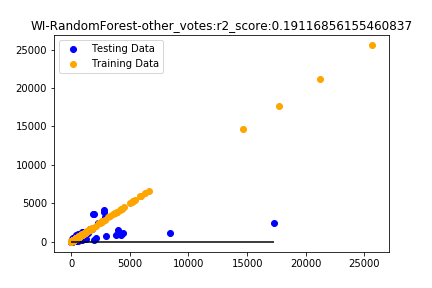 WI-RandomForest-other_votes:r2_score:0.19116856155460837
Testing Data
Training Data
25000
20000
15000
10000
5000
0
0 5000 10000 15000 20000 25000